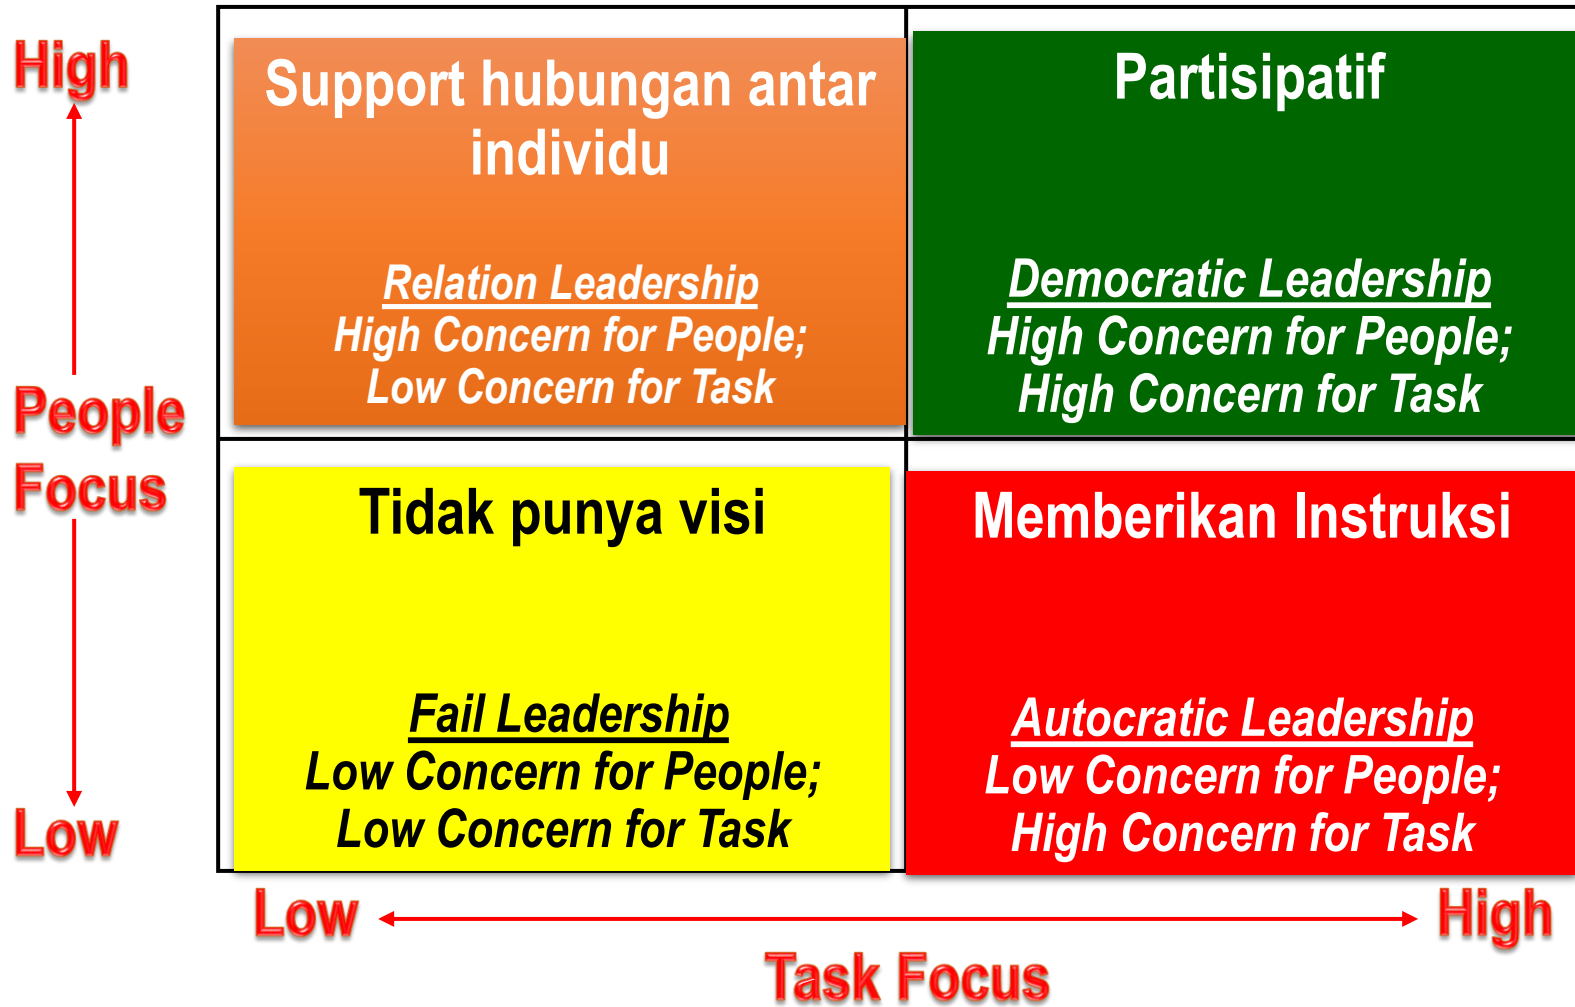 High
Support hubungan antar
individu
Relation Leadership
High Concern for People;
Low Concern for Task
Partisipatif
Democratic Leadership
High Concern for People;
High Concern for Task
People
Focus
Tidak punya visi
Fail Leadership
Low Concern for People;
Low Concern for Task
Memberikan Instruksi
Autocratic Leadership
Low Concern for People;
High Concern for Task
Low
Low
High
Task Focus